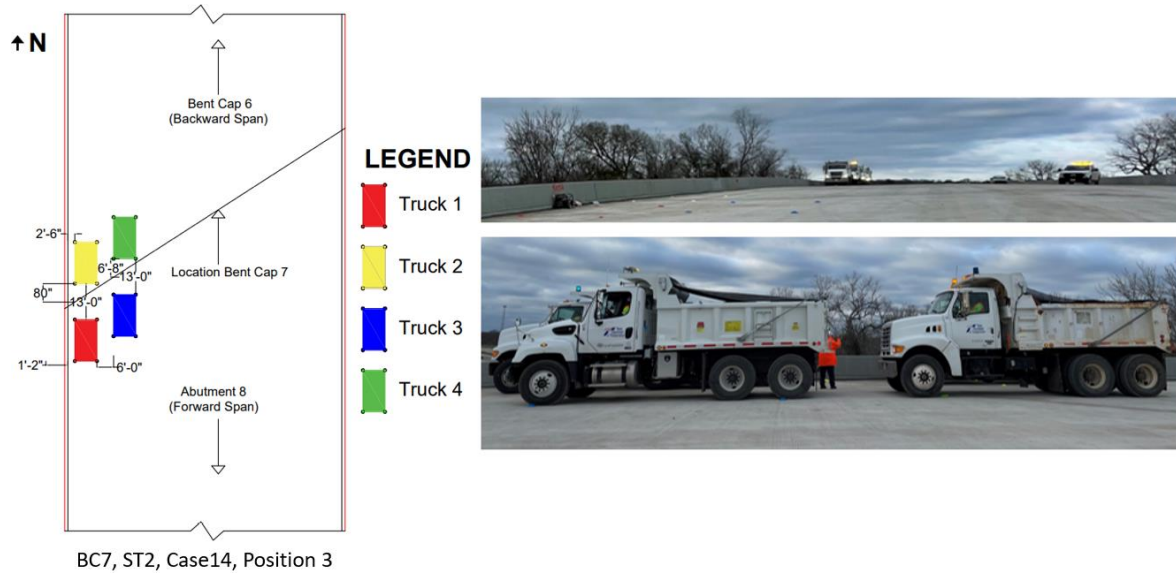 N
Bent Cap 6
(Backward Span)
LEGEND
Truck 1
Truck 2
Truck 3
Truck 4
2'-6"
6'-8"
13'-0"
Location Bent Cap 7
80"
13'-0"
1'-2"
6'-0"
Abutment 8
(Forward Span)
BC7, ST2, Case14, Position 3